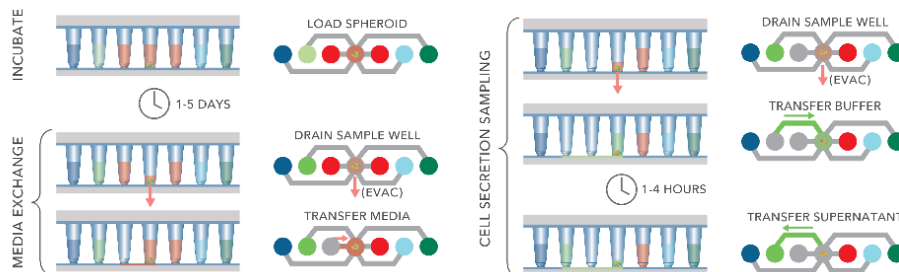 INCUBATE
LOAD SPHEROID
1-5 DAYS
MEDIA EXCHANGE
DRAIN SAMPLE WELL
(EVAC)
TRANSFER MEDIA
CELL SECRETION SAMPLING
DRAIN SAMPLE WELL
(EVAC)
TRANSFER BUFFER
1-4 HOURS
TRANSFER SUPERNATANT